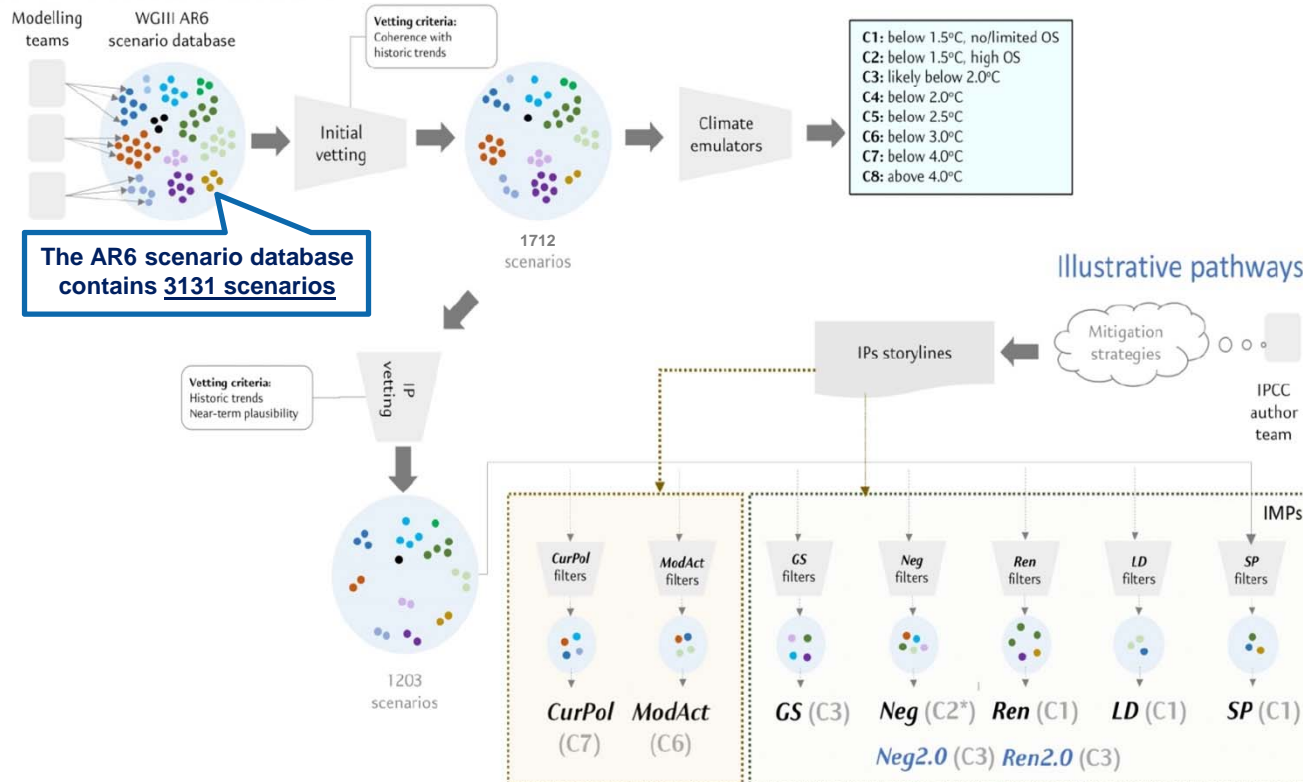 Modelling
teams
WGIII AR6
scenario database
Vetting criteria:
Coherence with
historic trends
Initial
vetting
1712
scenarios
Climate
emulators
C1: below 1.5°C, no/limited OS
C2: below 1.5°C, high OS
C3: likely below 2.0°C
C4: below 2.0°C
C5: below 2.5°C
C6: below 3.0°C
C7: below 4.0°C
C8: above 4.0°C
The AR6 scenario database
contains 3131 scenarios
Illustrative pathways
IPs storylines
Mitigation
strategies
IPCC
author
team
Vetting criteria:
Historic trends
Near-term plausibility
IP
vetting
1203
scenarios
IMPs
CurPol
filters
ModAct
filters
GS
filters
Neg
filters
Ren
filters
LD
filters
SP
filters
CurPol
(C7)
ModAct
(C6)
GS (C3)
Neg (C2*)
Ren (C1)
LD (C1)
SP (C1)
Neg2.0 (C3)
Ren2.0 (C3)